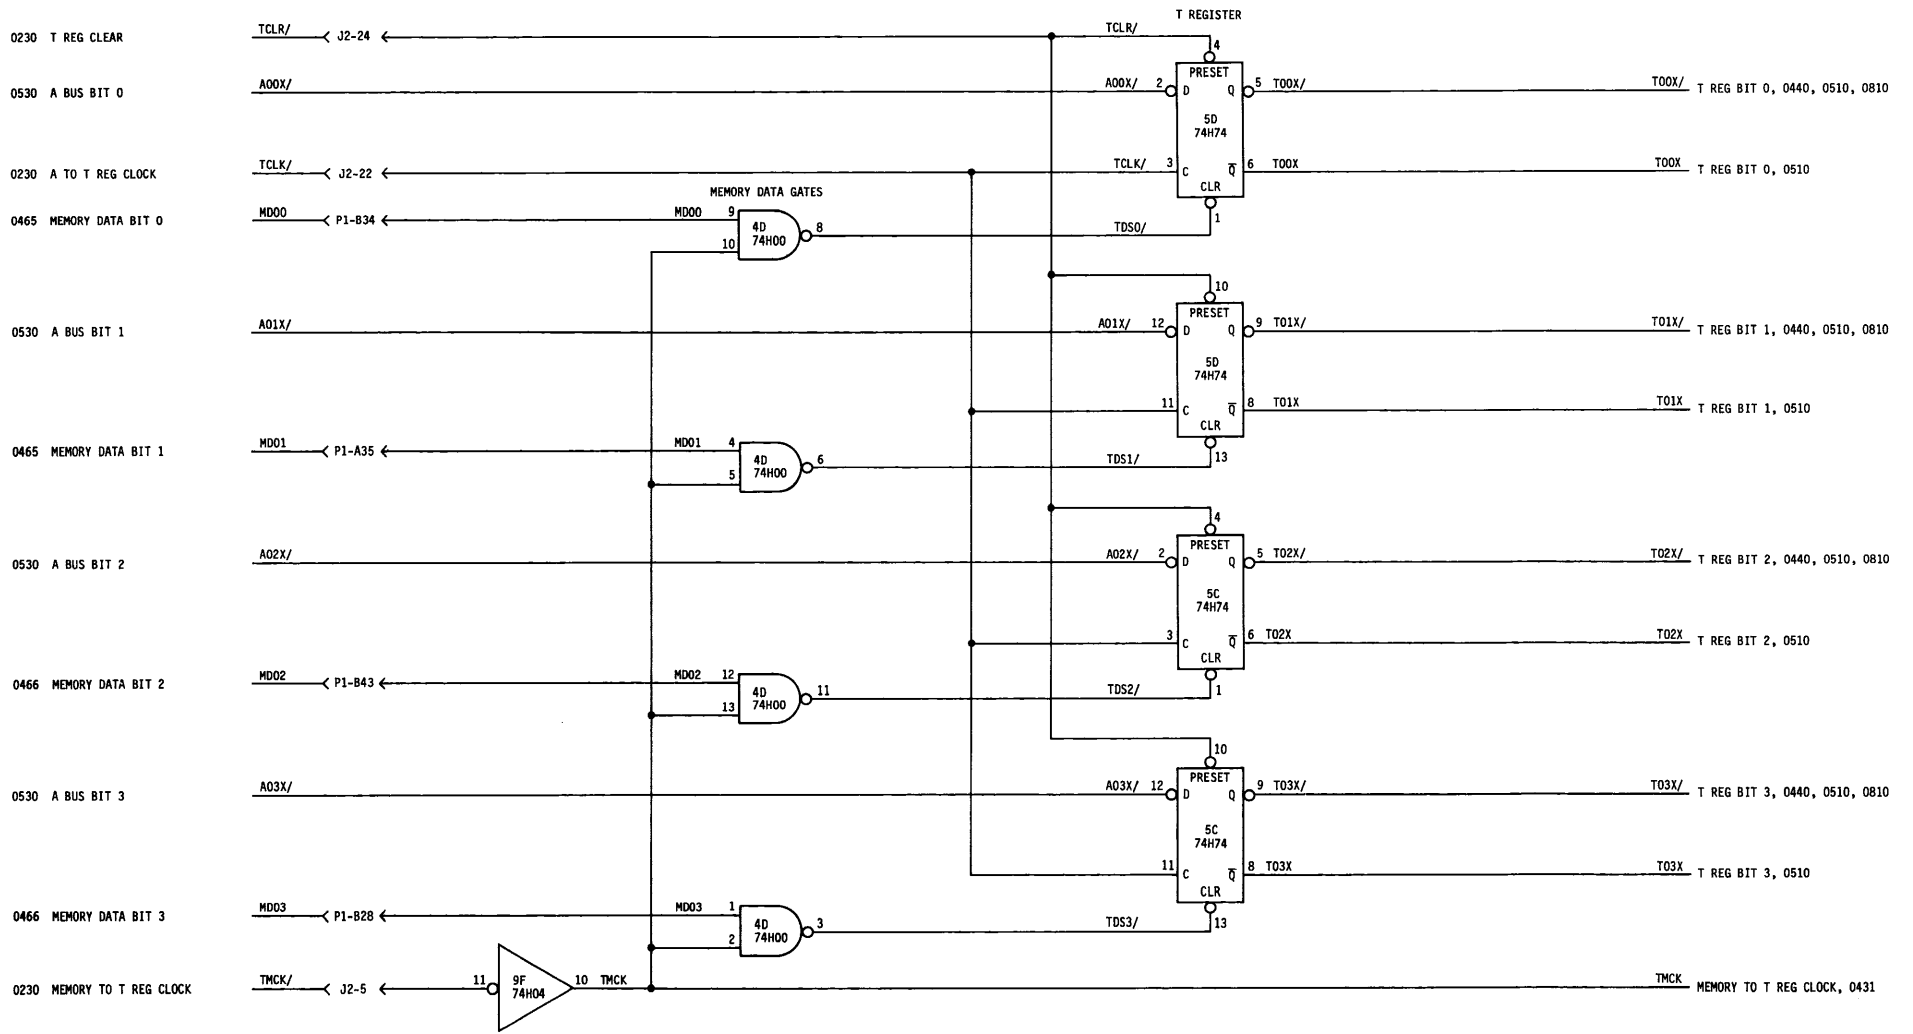 T REGISTER
0230 T REG CLEAR TCLR/ J2-24 TCLR/ 4
PRESET
0530 A BUS BIT 0 A00X/ A00X/ 2 D Q 5 T00X/ T00X/ T REG BIT 0, 0440, 0510, 0810
5D
74H74
0230 A TO T REG CLOCK TCLK/ J2-22 TCLK/ 3 C Q 6 T00X T00X T REG BIT 0, 0510
CLR
MEMORY DATA GATES
0465 MEMORY DATA BIT 0 MD00 P1-B34 MD00 9 1
4D
74H00
10 8 TDS0/
10
PRESET
0530 A BUS BIT 1 A01X/ A01X/ 12 D Q 9 T01X/ T01X/ T REG BIT 1, 0440, 0510, 0810
5D
74H74
11 C Q 8 T01X T01X T REG BIT 1, 0510
CLR
0465 MEMORY DATA BIT 1 MD01 P1-A35 MD01 4 13
4D
74H00
5 6 TDS1/
4
PRESET
0530 A BUS BIT 2 A02X/ A02X/ 2 D Q 5 T02X/ T02X/ T REG BIT 2, 0440, 0510, 0810
5C
74H74
3 C Q 6 T02X T02X T REG BIT 2, 0510
CLR
0466 MEMORY DATA BIT 2 MD02 P1-B43 MD02 12 1
4D
74H00
13 11 TDS2/
10
PRESET
0530 A BUS BIT 3 A03X/ A03X/ 12 D Q 9 T03X/ T03X/ T REG BIT 3, 0440, 0510, 0810
5C
74H74
11 C Q 8 T03X T03X T REG BIT 3, 0510
CLR
0466 MEMORY DATA BIT 3 MD03 P1-B28 MD03 1 13
4D
74H00
2 3 TDS3/
0230 MEMORY TO T REG CLOCK TMCK/ J2-5 11 10 TMCK TMCK MEMORY TO T REG CLOCK, 0431
9F
74H04